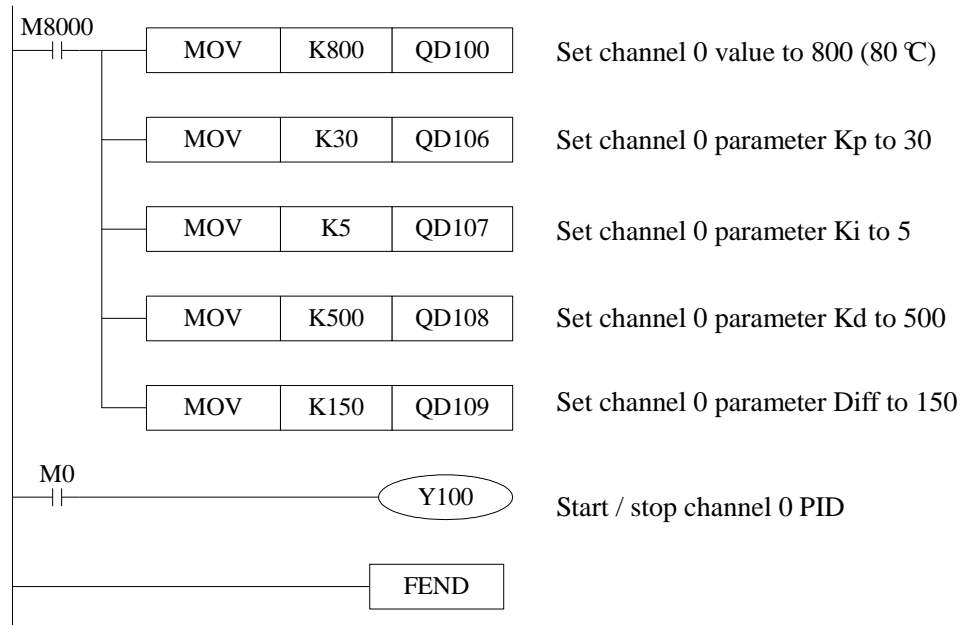 M8000
MOV K800 QD100 Set channel 0 value to 800 (80 ℃)
MOV K30 QD106 Set channel 0 parameter Kp to 30
MOV K5 QD107 Set channel 0 parameter Ki to 5
MOV K500 QD108 Set channel 0 parameter Kd to 500
MOV K150 QD109 Set channel 0 parameter Diff to 150
M0
Y100 Start / stop channel 0 PID
FEND